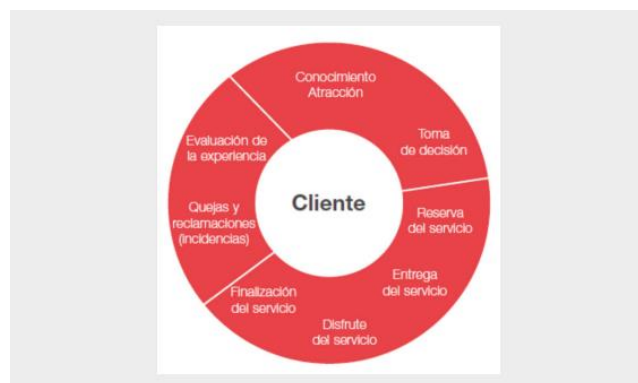 Conocimiento
Atracción
Toma
de decisión
Reserva
del servicio
Entrega
del servicio
Disfrute
del servicio
Finalización
del servicio
Quejas y
reclamaciones
(incidencias)
Evaluación de
la experiencia
Cliente